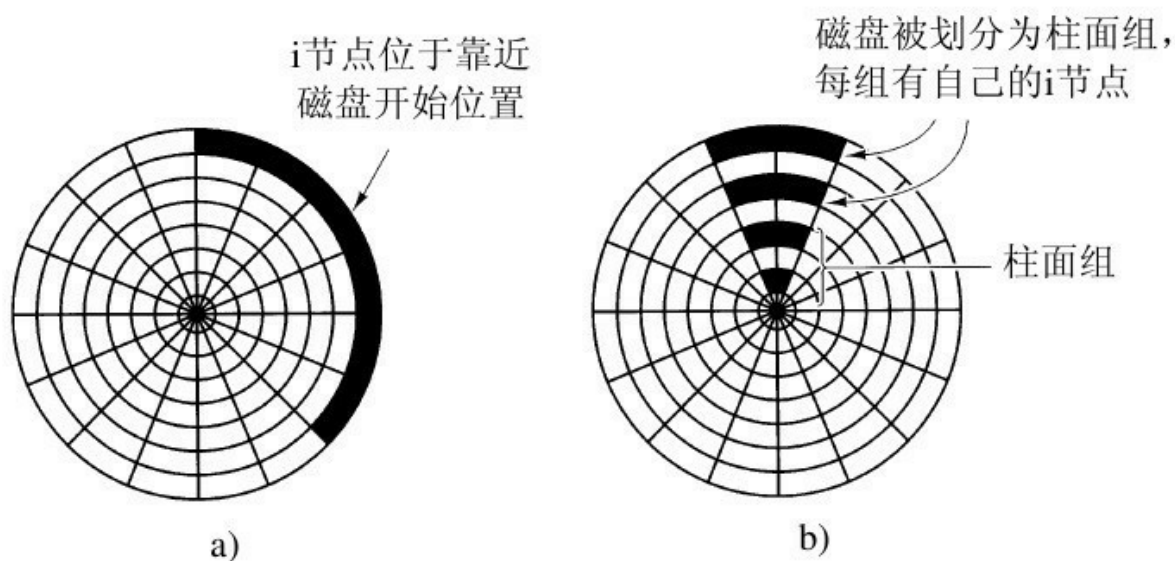 i节点位于靠近
磁盘开始位置
磁盘被划分为柱面组，
每组有自己的i节点
柱面组
a)
b)